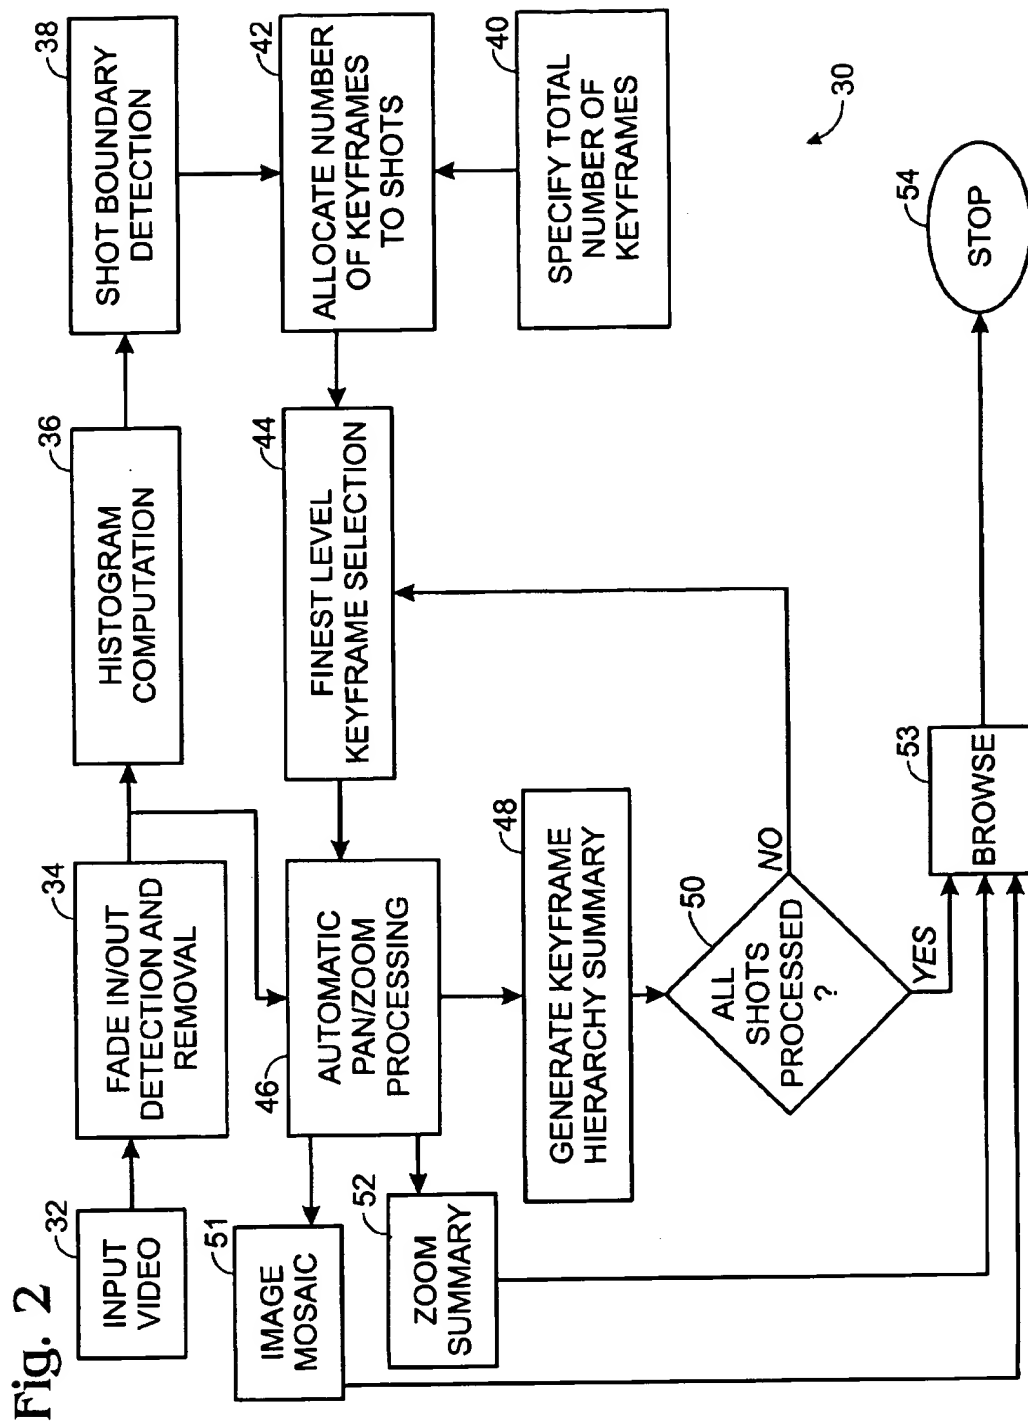 Fig. 2
32
INPUT
VIDEO
34
FADE IN/OUT
DETECTION AND
REMOVAL
36
HISTOGRAM
COMPUTATION
38
SHOT BOUNDARY
DETECTION
42
ALLOCATE NUMBER
OF KEYFRAMES
TO SHOTS
40
SPECIFY TOTAL
NUMBER OF
KEYFRAMES
44
FINEST LEVEL
KEYFRAME SELECTION
46
AUTOMATIC
PAN/ZOOM
PROCESSING
51
IMAGE
MOSAIC
52
ZOOM
SUMMARY
48
GENERATE KEYFRAME
HIERARCHY SUMMARY
50
ALL
SHOTS
PROCESSED
?
NO
YES
53
BROWSE
54
STOP
30